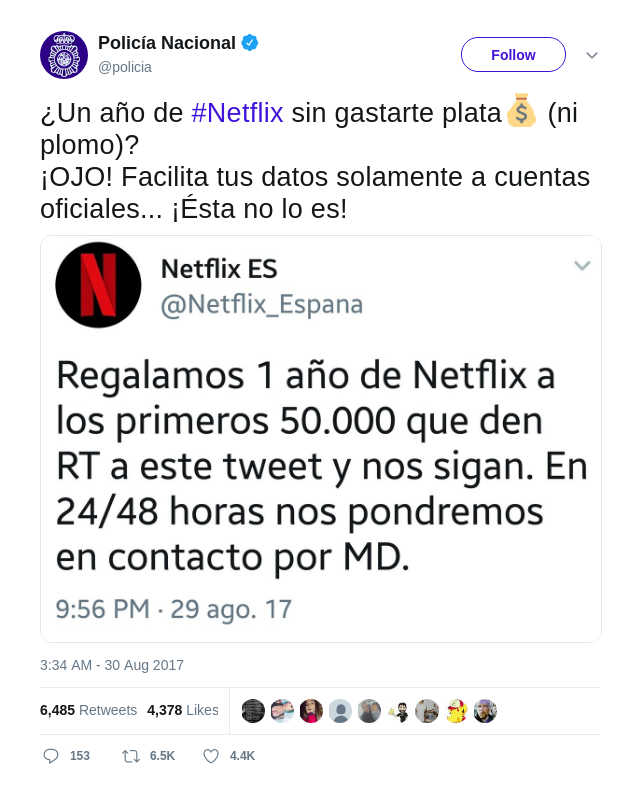 Policía Nacional
@policia
Follow
¿Un año de #Netflix sin gastarte plata💰 (ni
plomo)?
¡OJO! Facilita tus datos solamente a cuentas
oficiales... ¡Ésta no lo es!
Netflix ES
@Netflix_Espana
Regalamos 1 año de Netflix a
los primeros 50.000 que den
RT a este tweet y nos sigan. En
24/48 horas nos pondremos
en contacto por MD.
9:56 PM · 29 ago. 17
3:34 AM - 30 Aug 2017
6,485 Retweets 4,378 Likes
153 6.5K 4.4K